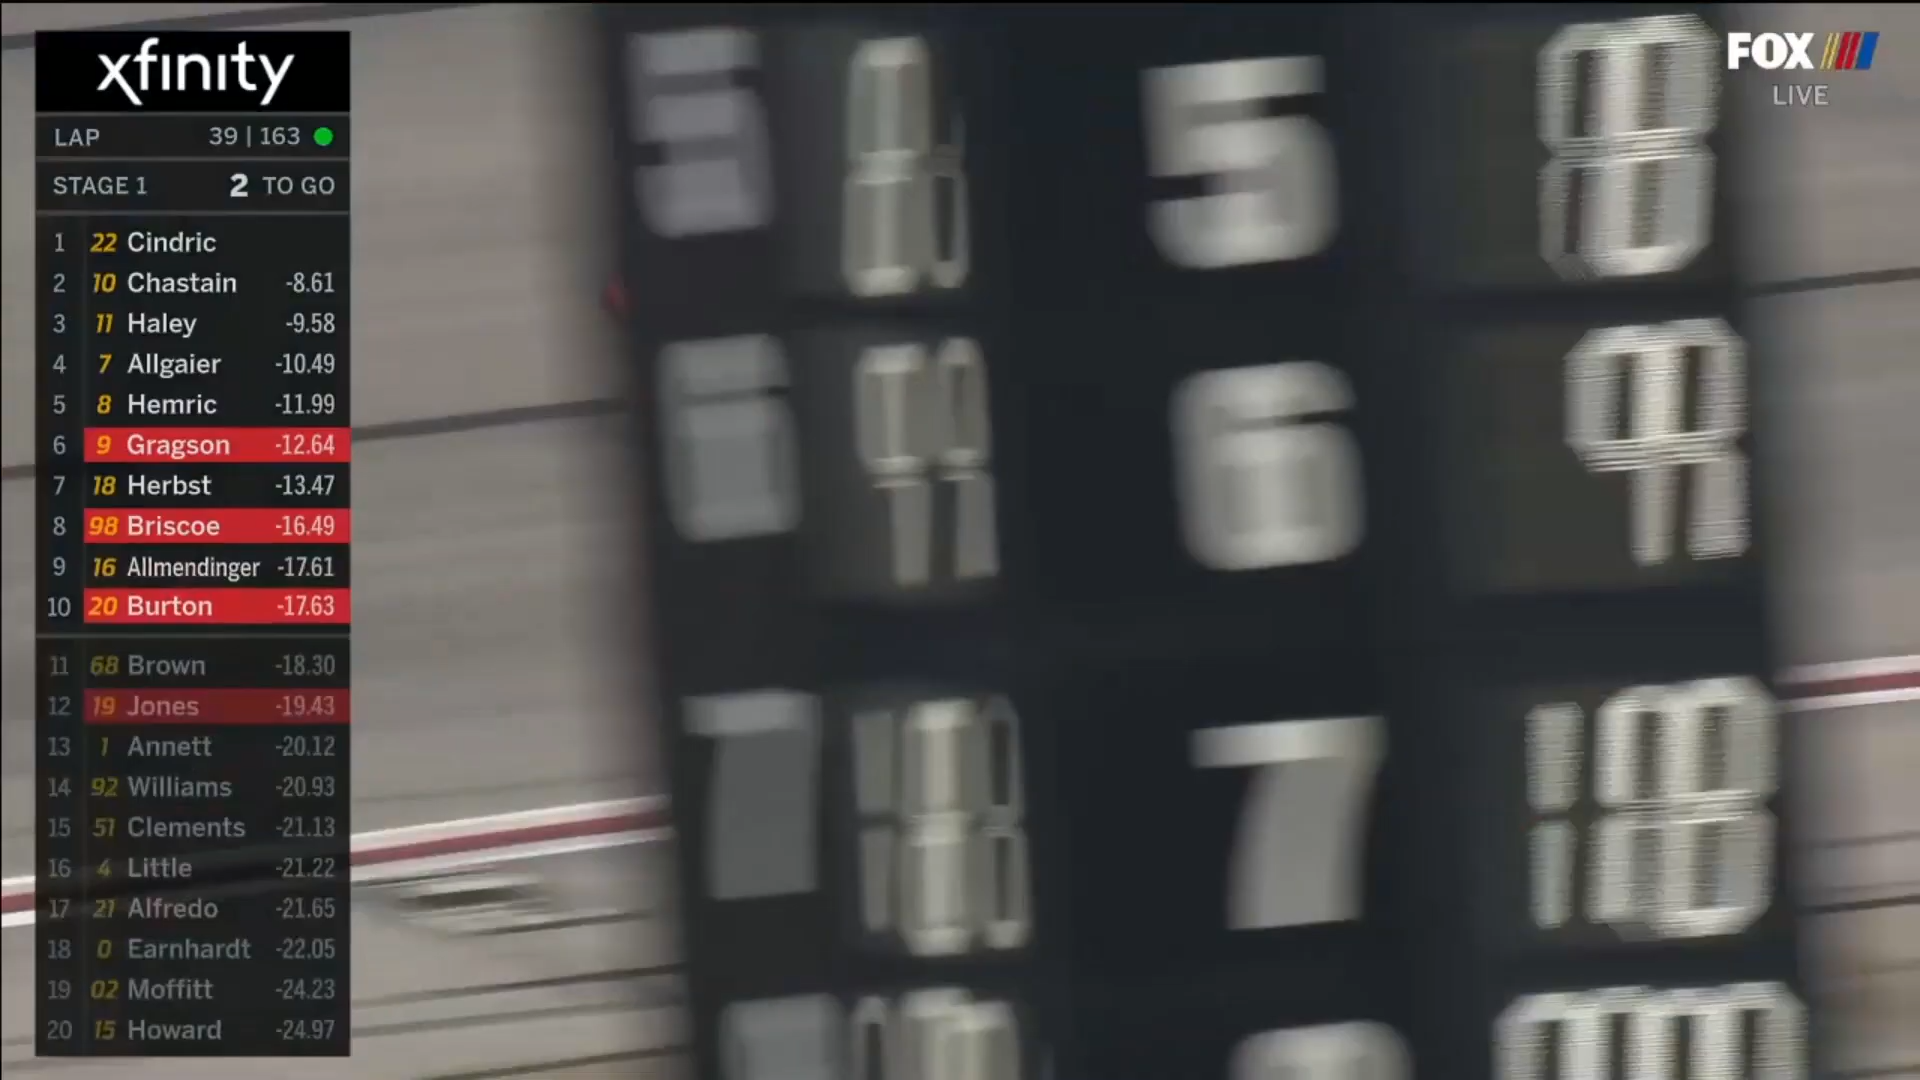 xfinity
LAP 39 | 163
STAGE 1 2 TO GO
1 22 Cindric
2 10 Chastain -8.61
3 11 Haley -9.58
4 7 Allgaier -10.49
5 8 Hemric -11.99
6 9 Gragson -12.64
7 18 Herbst -13.47
8 98 Briscoe -16.49
9 16 Allmendinger -17.61
10 20 Burton -17.63
11 68 Brown -18.30
12 19 Jones -19.43
13 1 Annett -20.12
14 92 Williams -20.93
15 51 Clements -21.13
16 4 Little -21.22
17 21 Alfredo -21.65
18 0 Earnhardt -22.05
19 02 Moffitt -24.23
20 15 Howard -24.97
5 5
6 6
7 7
FOX
LIVE